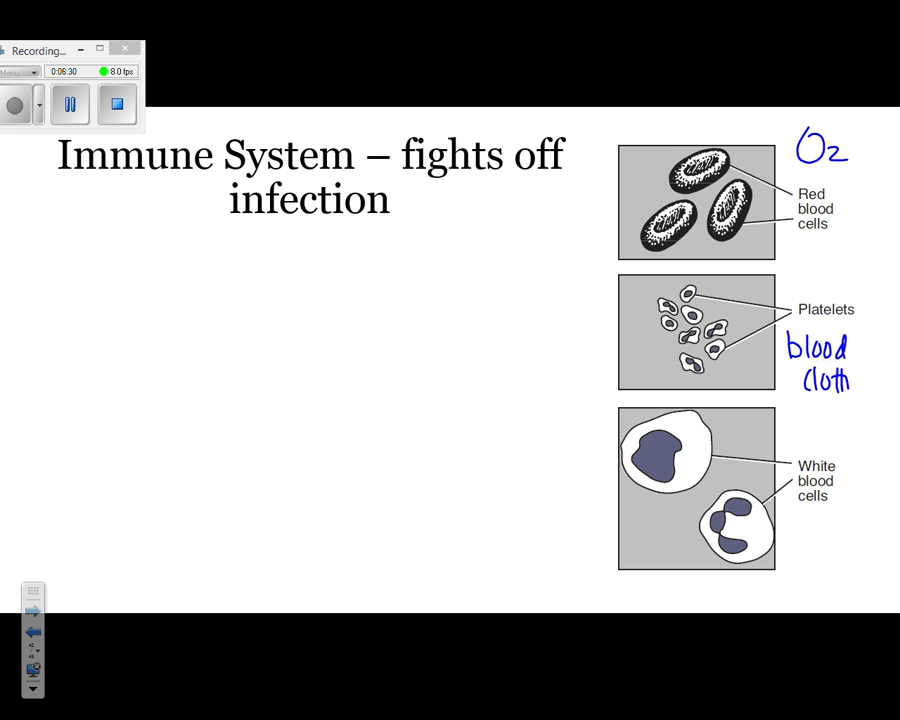 Recording...
Menu
0:06:30
8.0 fps
Immune System – fights off
infection
O2
Red
blood
cells
Platelets
blood
cloth
White
blood
cells